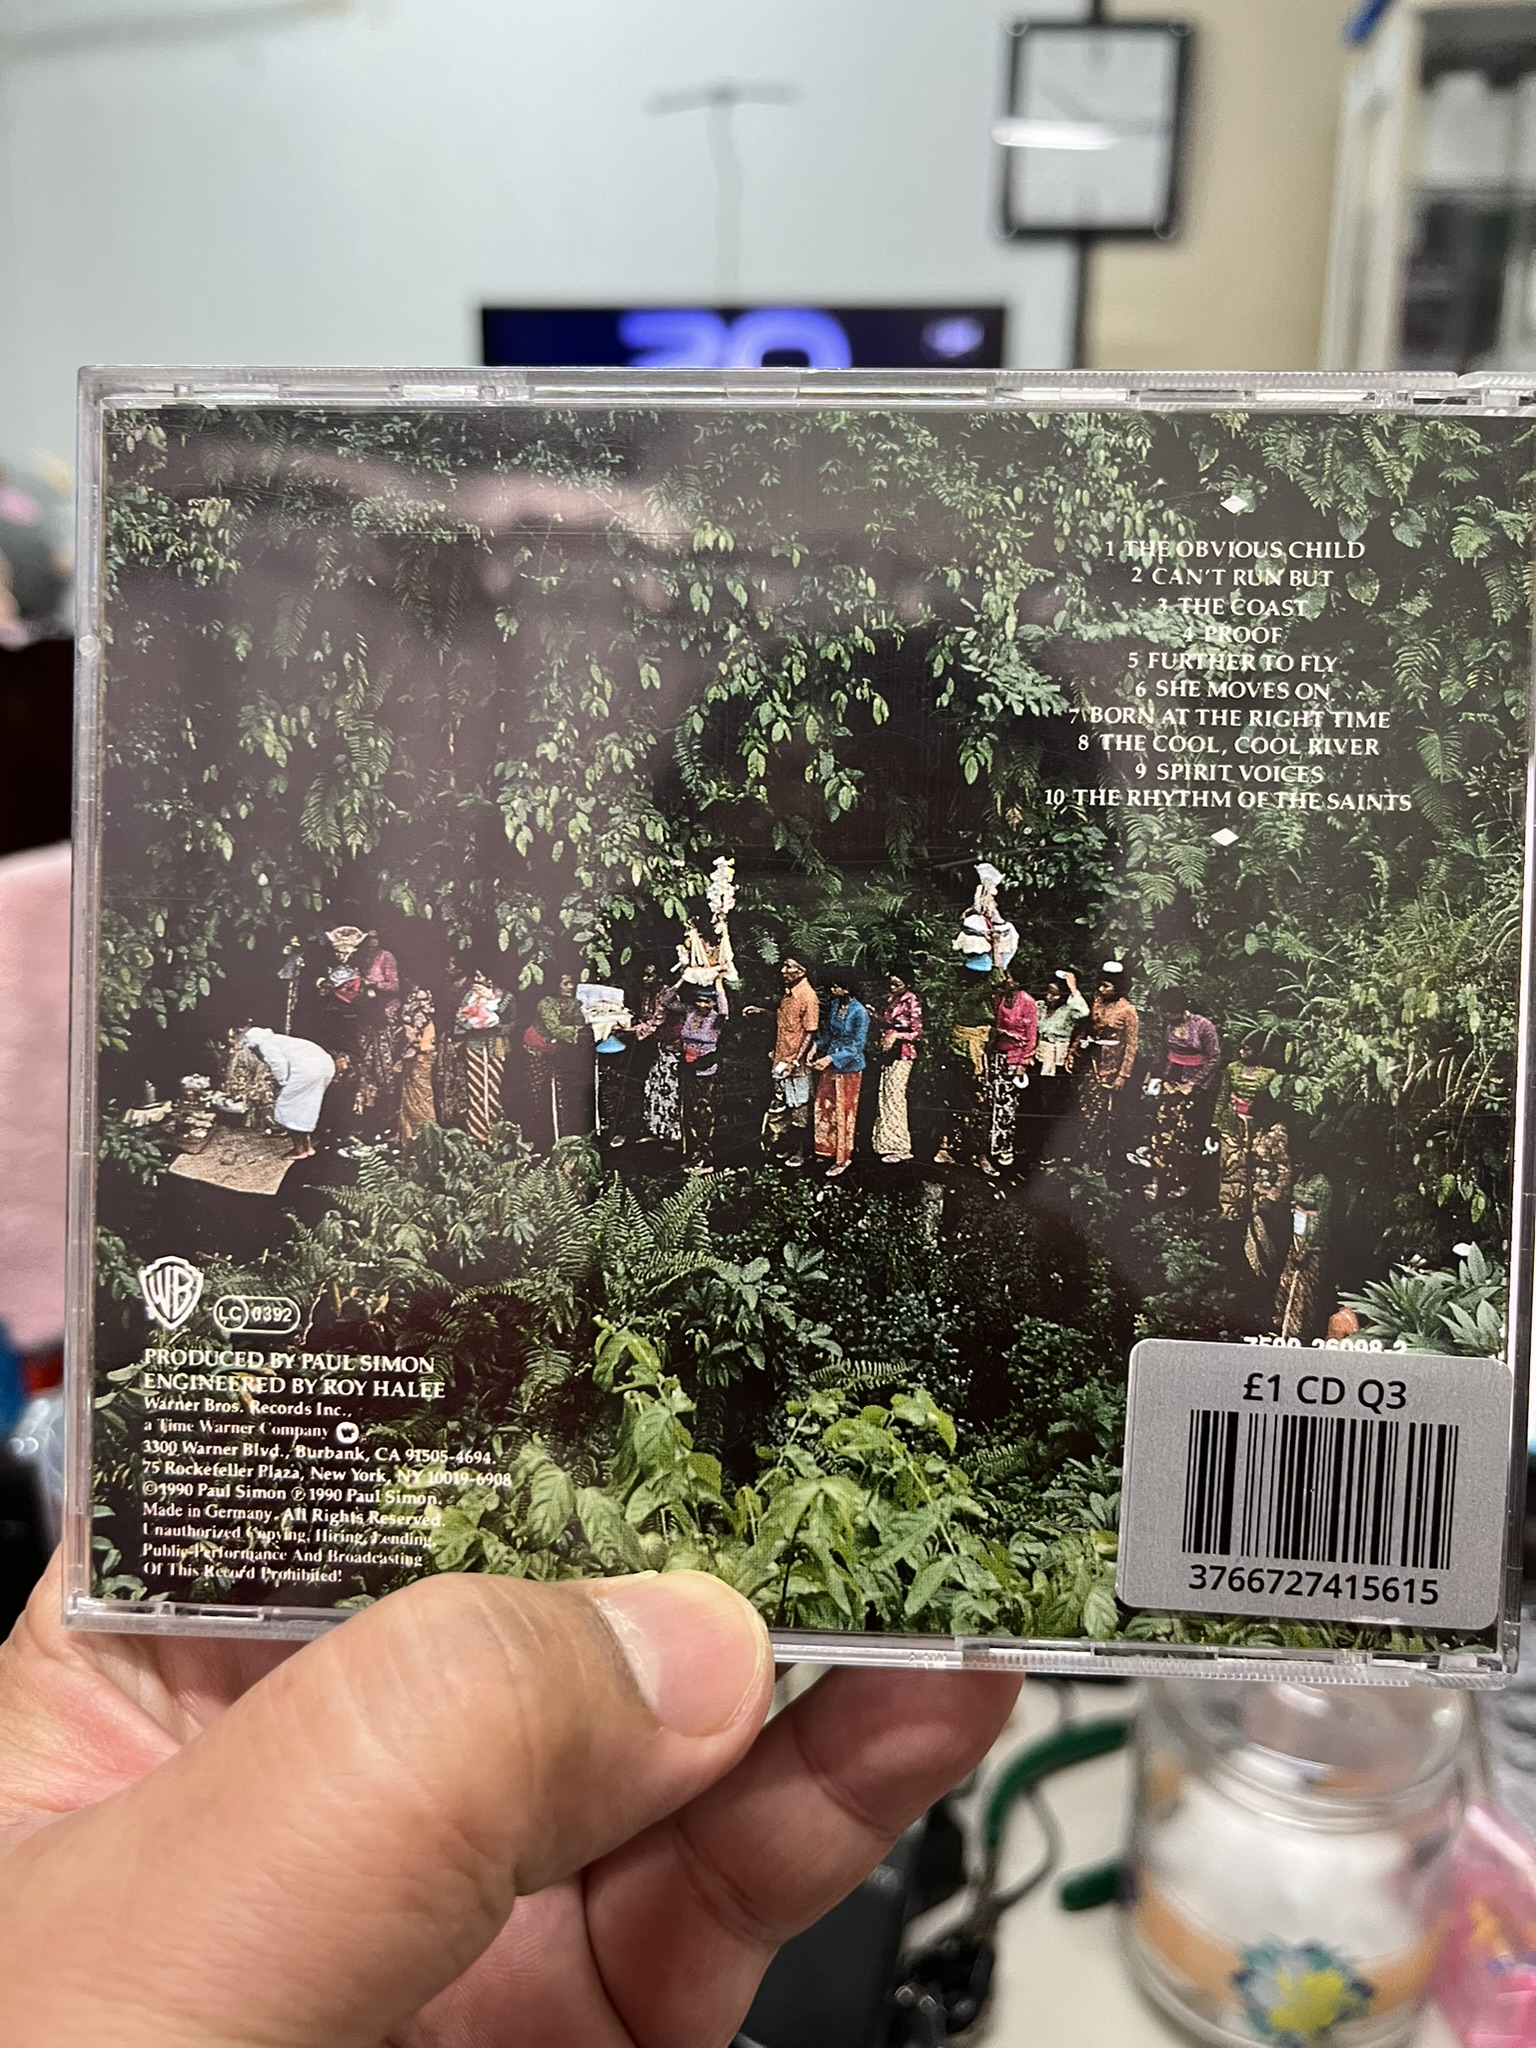 1 THE OBVIOUS CHILD
2 CAN'T RUN BUT
3 THE COAST
4 PROOF
5 FURTHER TO FLY
6 SHE MOVES ON
7 BORN AT THE RIGHT TIME
8 THE COOL, COOL RIVER
9 SPIRIT VOICES
10 THE RHYTHM OF THE SAINTS
WB
LC 0392
PRODUCED BY PAUL SIMON
ENGINEERED BY ROY HALEE
Warner Bros. Records Inc.,
a Time Warner Company
3300 Warner Blvd., Burbank, CA 91505-4694.
75 Rockefeller Plaza, New York, NY 10019-6908
©1990 Paul Simon ℗ 1990 Paul Simon.
Made in Germany. All Rights Reserved.
Unauthorized Copying, Hiring, Lending,
Public Performance And Broadcasting
Of This Record Prohibited!
7599-26098-2
£1 CD Q3
3766727415615